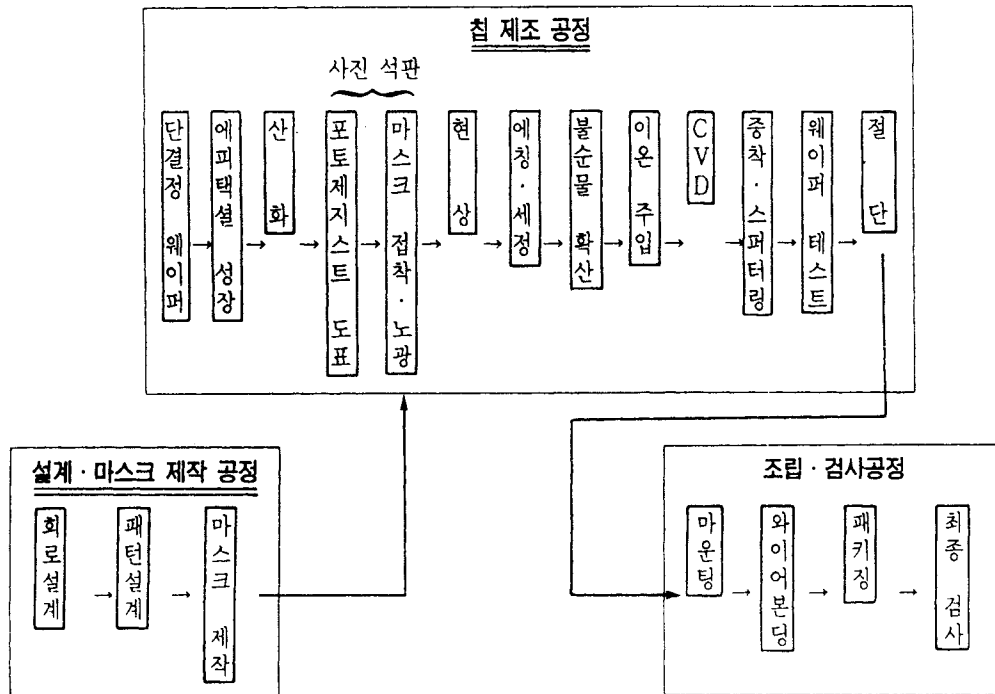 칩 제조 공정
사진 석판
단결정 웨이퍼
에피택셜 성장
산 화
포토제지스트 도표
마스크 접착·노광
현 상
에칭·세정
불순물 확산
이온 주입
CVD
중착·스퍼터링
웨이퍼 테스트
절 단
설계·마스크 제작 공정
회로설계
패턴설계
마스크 제작
조립·검사공정
마운팅
와이어본딩
패키징
최종 검사